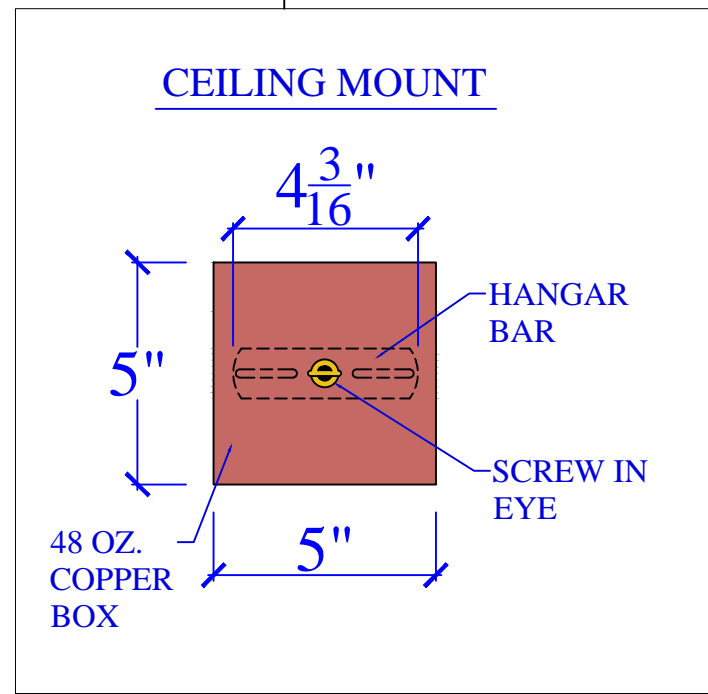 CEILING MOUNT
4 3/16"
HANGAR
BAR
5"
SCREW IN
EYE
48 OZ.
COPPER
BOX
5"